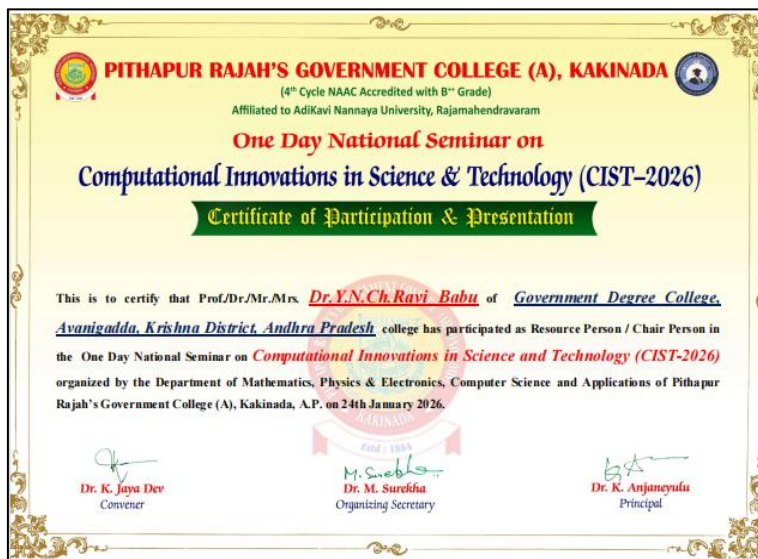 PITHAPUR RAJAH'S GOVERNMENT COLLEGE (A), KAKINADA
(4th Cycle NAAC Accredited with B++ Grade)
Affiliated to AdiKavi Nannaya University, Rajamahendravaram
One Day National Seminar on
Computational Innovations in Science & Technology (CIST–2026)
Certificate of Participation & Presentation
This is to certify that Prof./Dr./Mr./Mrs. Dr.Y.N.Ch.Ravi Babu of Government Degree College,
Avanigadda, Krishna District, Andhra Pradesh college has participated as Resource Person / Chair Person in
the One Day National Seminar on Computational Innovations in Science and Technology (CIST-2026)
organized by the Department of Mathematics, Physics & Electronics, Computer Science and Applications of Pithapur
Rajah's Government College (A), Kakinada, A.P. on 24th January 2026.
KAKINADA
Estd : 1884
M. Surekha
Dr. K. Jaya Dev
Convener
Dr. M. Surekha
Organizing Secretary
Dr. K. Anjaneyulu
Principal